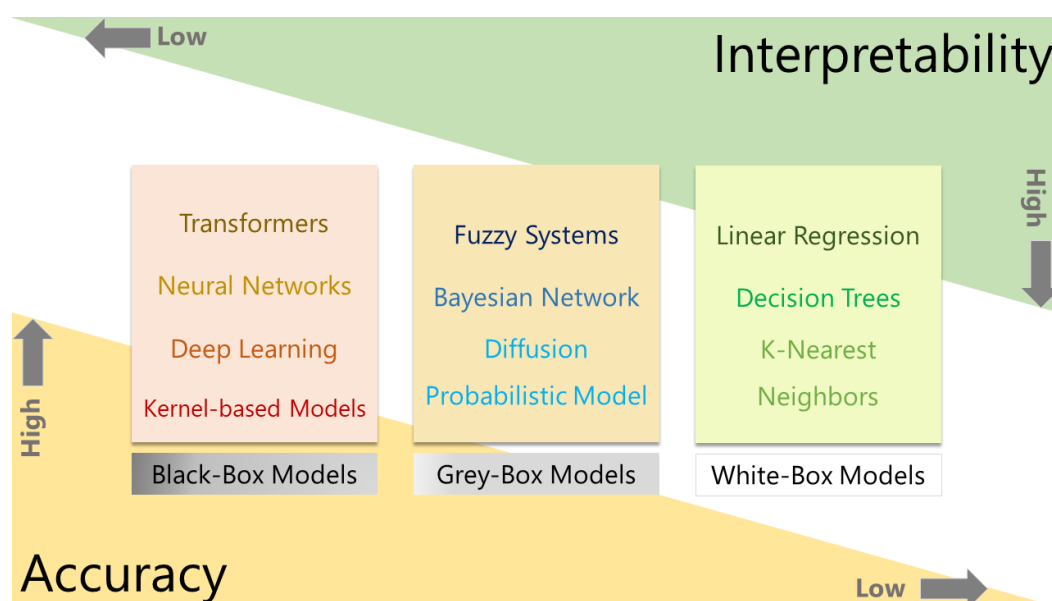 Low
Interpretability
High
Transformers
Neural Networks
Deep Learning
Kernel-based Models
Black-Box Models
Fuzzy Systems
Bayesian Network
Diffusion
Probabilistic Model
Grey-Box Models
Linear Regression
Decision Trees
K-Nearest
Neighbors
White-Box Models
High
Accuracy
Low